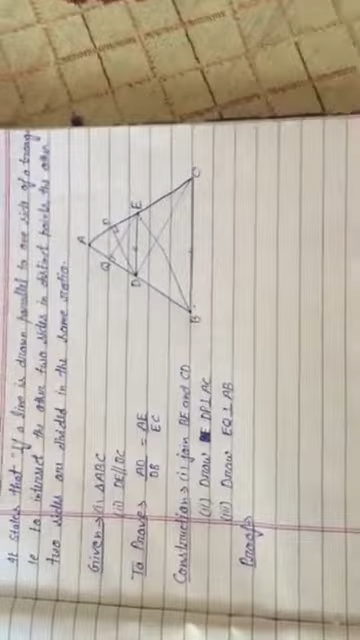 It states that "If a line is drawn parallel to one side of a triang
le to intersect the other two sides in distinct points the other
two sides are divided in the same ratio.
Given → (i) ΔABC
(ii) DE//BC
To Prove → AD/DB = AE/EC
Construction → (i) join BE and CD
(ii) Draw DP⊥AC
(iii) Draw EQ⊥AB
Proof →
A
Q
P
D
E
B
C